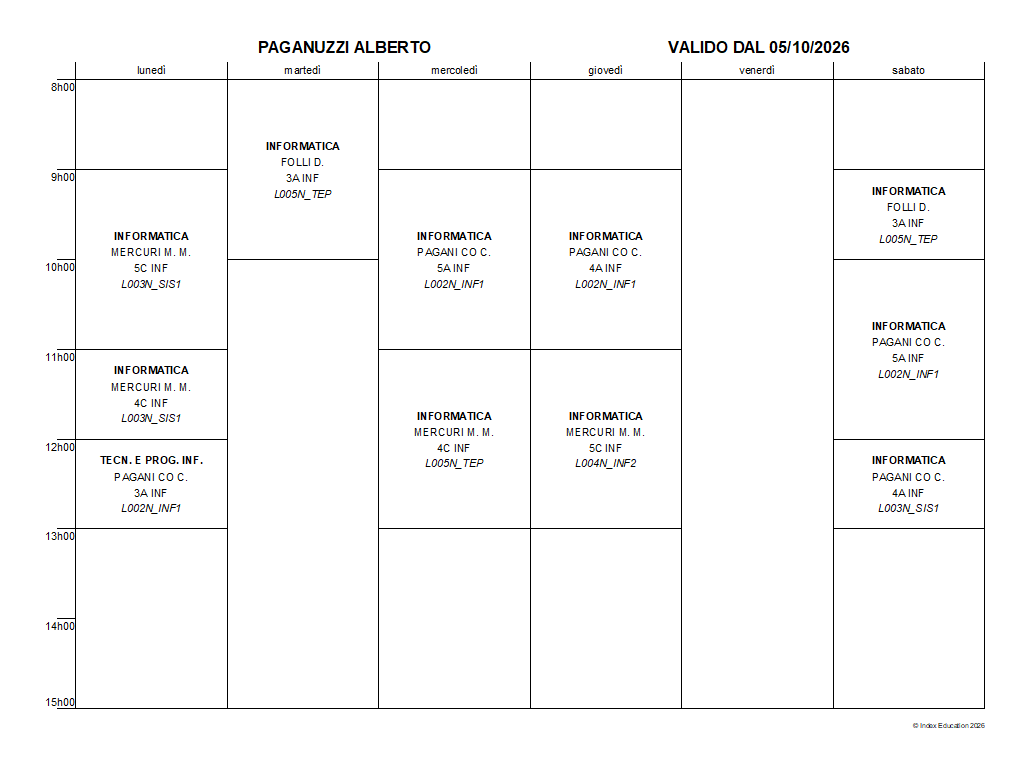 PAGANUZZI ALBERTO
VALIDO DAL 05/10/2026
lunedì
martedì
mercoledì
giovedì
venerdì
sabato
8h00
9h00
10h00
11h00
12h00
13h00
14h00
15h00
INFORMATICA
MERCURI M. M.
5C INF
L003N_SIS1
INFORMATICA
MERCURI M. M.
4C INF
L003N_SIS1
TECN. E PROG. INF.
PAGANI CO C.
3A INF
L002N_INF1
INFORMATICA
FOLLI D.
3A INF
L005N_TEP
INFORMATICA
PAGANI CO C.
5A INF
L002N_INF1
INFORMATICA
MERCURI M. M.
4C INF
L005N_TEP
INFORMATICA
PAGANI CO C.
4A INF
L002N_INF1
INFORMATICA
MERCURI M. M.
5C INF
L004N_INF2
INFORMATICA
FOLLI D.
3A INF
L005N_TEP
INFORMATICA
PAGANI CO C.
5A INF
L002N_INF1
INFORMATICA
PAGANI CO C.
4A INF
L003N_SIS1
© Index Education 2026